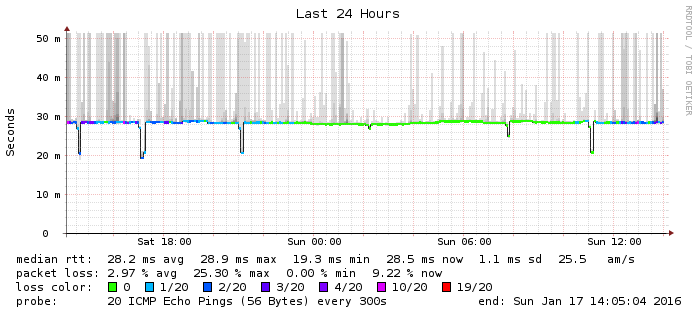 Last 24 Hours
RRDTOOL / TOBI OETIKER
Seconds
50 m
40 m
30 m
20 m
10 m
0
Sat 18:00 Sun 00:00 Sun 06:00 Sun 12:00
median rtt: 28.2 ms avg 28.9 ms max 19.3 ms min 28.5 ms now 1.1 ms sd 25.5 am/s
packet loss: 2.97 % avg 25.30 % max 0.00 % min 9.22 % now
loss color: 0 1/20 2/20 3/20 4/20 10/20 19/20
probe: 20 ICMP Echo Pings (56 Bytes) every 300s end: Sun Jan 17 14:05:04 2016